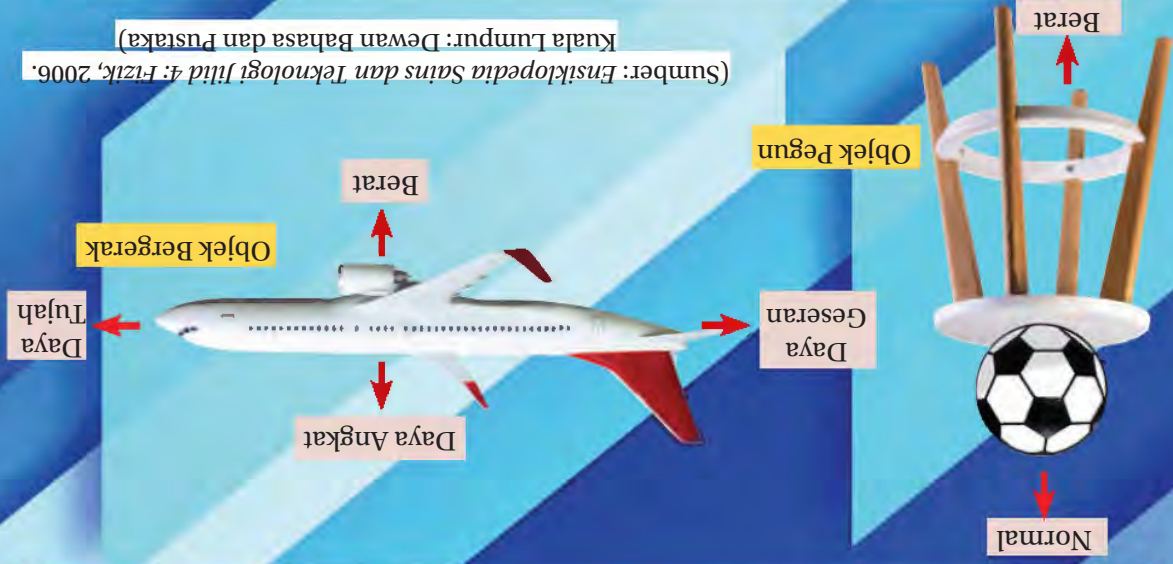 Normal
Objek Pegun
Berat
Daya Angkat
Daya
Geseran
Daya
Tujah
Objek Bergerak
Berat
(Sumber: Ensiklopedia Sains dan Teknologi Jilid 4: Fizik, 2006.
Kuala Lumpur: Dewan Bahasa dan Pustaka)